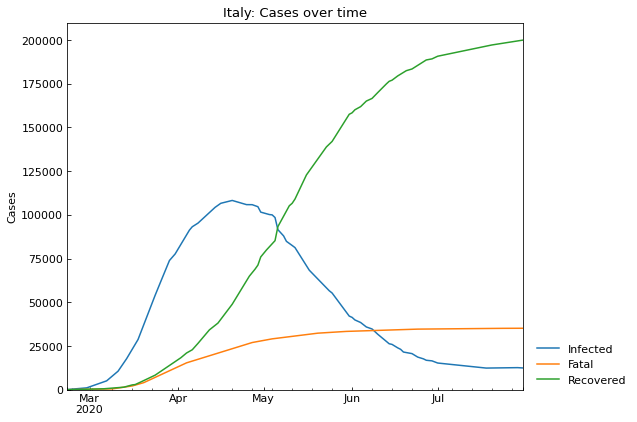 Italy: Cases over time
Cases
200000
175000
150000
125000
100000
75000
50000
25000
0
Mar
2020
Apr
May
Jun
Jul
Infected
Fatal
Recovered